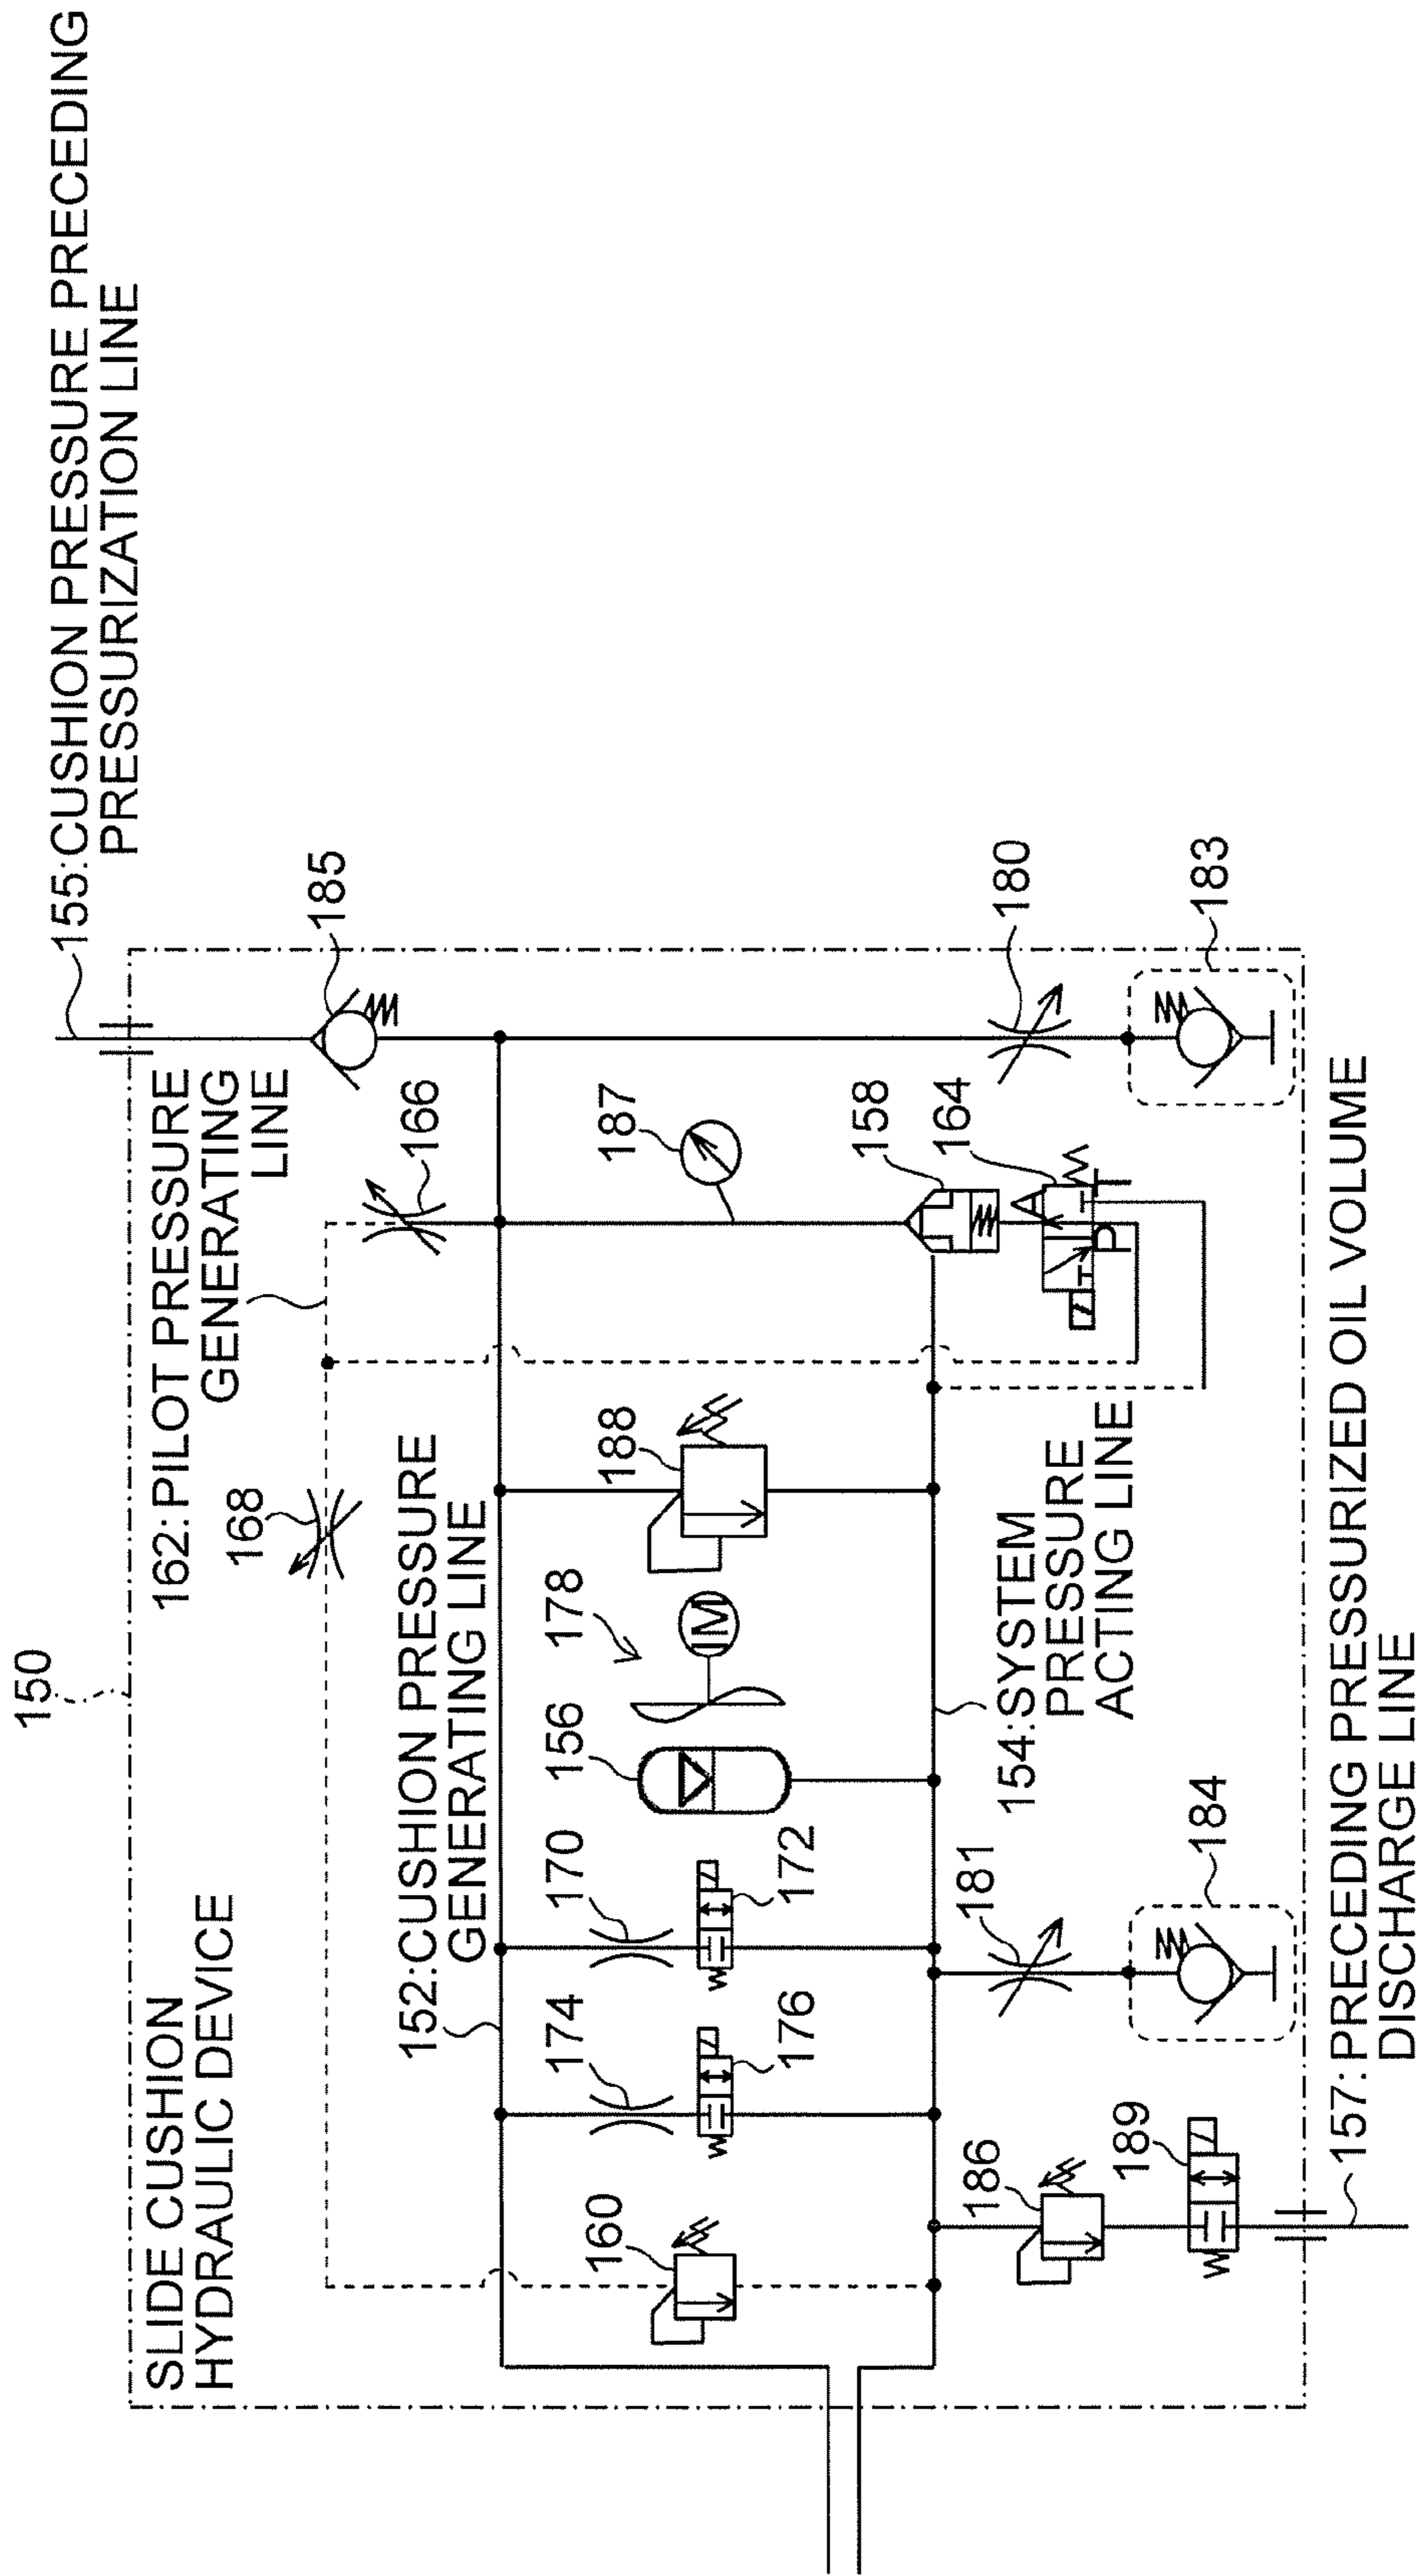 150
SLIDE CUSHION
HYDRAULIC DEVICE
155:CUSHION PRESSURE PRECEDING
PRESSURIZATION LINE
162:PILOT PRESSURE
GENERATING
LINE
185
168
166
152:CUSHION PRESSURE
GENERATING LINE
160
174
176
170
172
156
178
IM
188
187
158
164
A
P
T
180
183
154:SYSTEM
PRESSURE
ACTING LINE
186
189
181
184
157:PRECEDING PRESSURIZED OIL VOLUME
DISCHARGE LINE